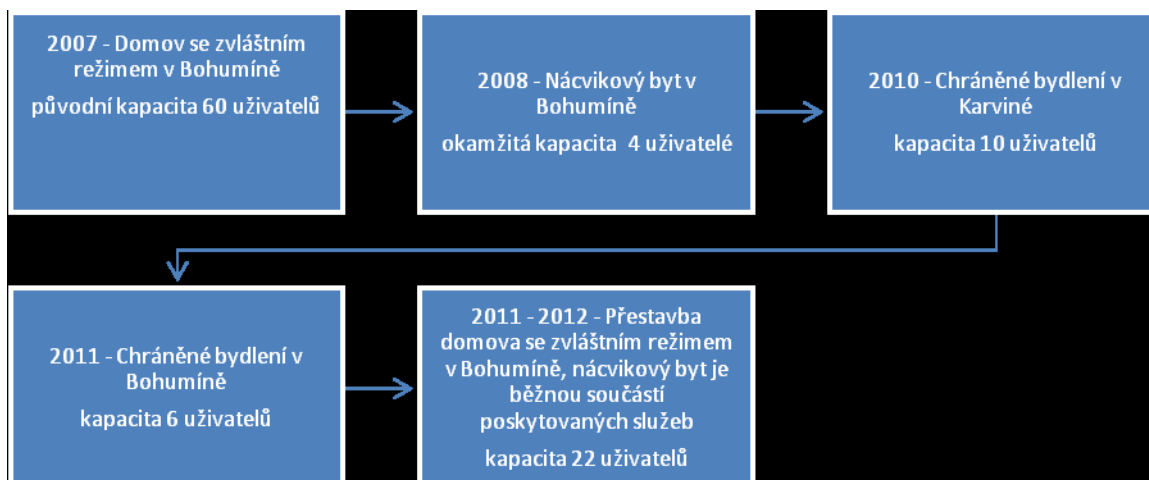 2007 - Domov se zvláštním
režimem v Bohumíně
původní kapacita 60 uživatelů
2008 - Nácvikový byt v
Bohumíně
okamžitá kapacita  4 uživatelé
2010 - Chráněné bydlení v
Karviné
kapacita 10 uživatelů
2011 - Chráněné bydlení v
Bohumíně
kapacita 6 uživatelů
2011 - 2012 - Přestavba
domova se zvláštním režimem
v Bohumíně, nácvikový byt je
běžnou součástí
poskytovaných služeb
kapacita 22 uživatelů